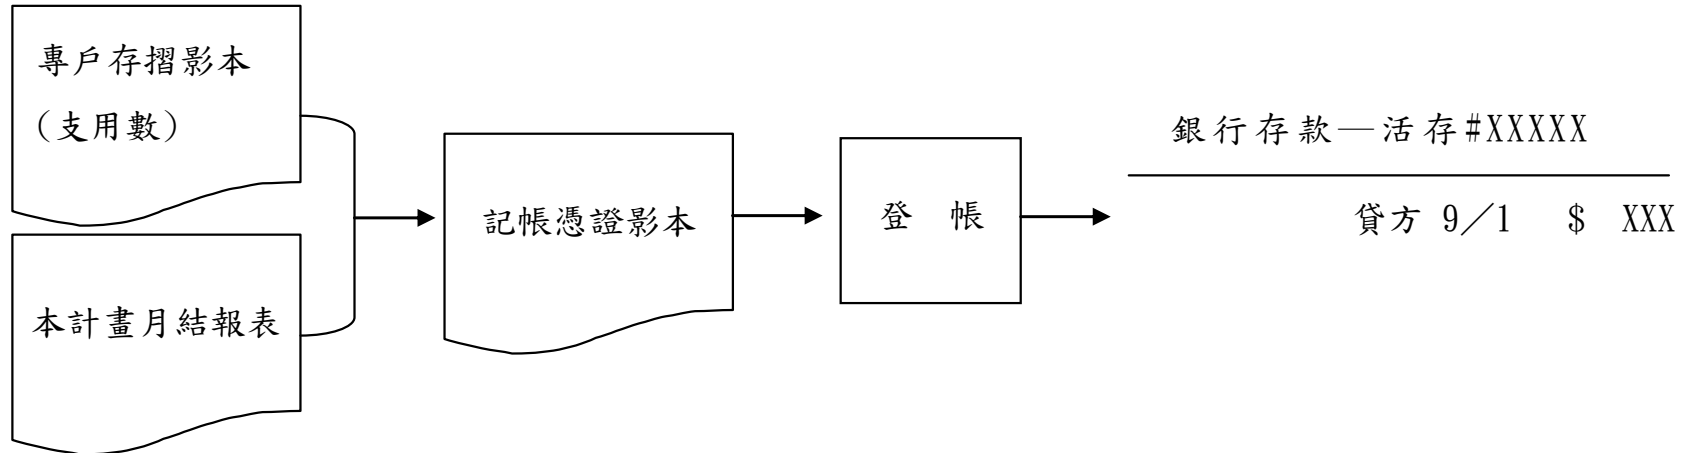 專戶存摺影本
(支用數)
本計畫月結報表
記帳憑證影本
登　帳
銀行存款—活存#XXXXX
貸方 9／1　$　XXX